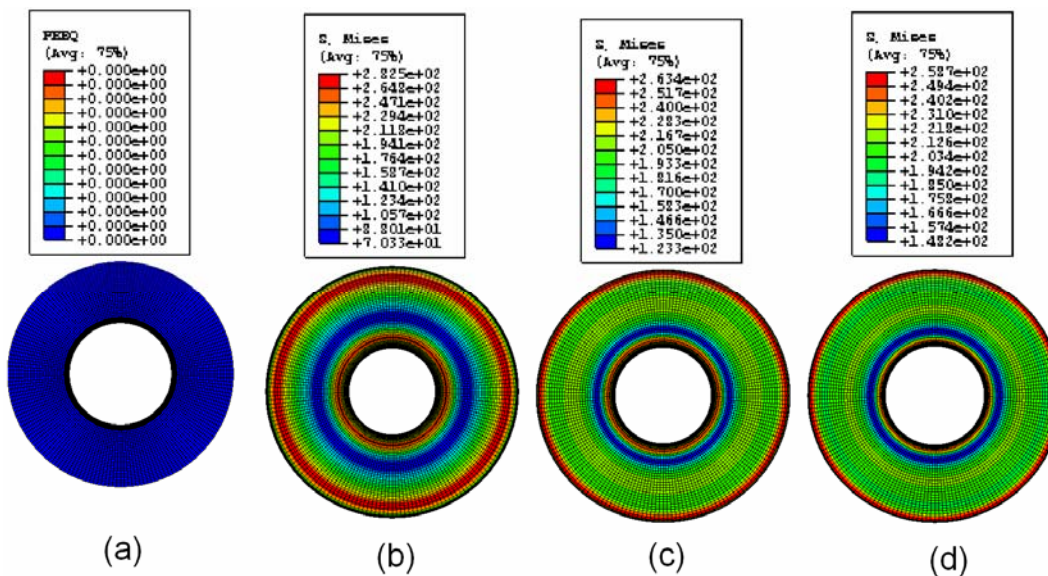 PEEQ
(Avg: 75%)
+0.000e+00
+0.000e+00
+0.000e+00
+0.000e+00
+0.000e+00
+0.000e+00
+0.000e+00
+0.000e+00
+0.000e+00
+0.000e+00
+0.000e+00
+0.000e+00
+0.000e+00
S, Mises
(Avg: 75%)
+2.825e+02
+2.648e+02
+2.471e+02
+2.294e+02
+2.118e+02
+1.941e+02
+1.764e+02
+1.587e+02
+1.410e+02
+1.234e+02
+1.057e+02
+8.801e+01
+7.033e+01
S, Mises
(Avg: 75%)
+2.634e+02
+2.517e+02
+2.400e+02
+2.283e+02
+2.167e+02
+2.050e+02
+1.933e+02
+1.816e+02
+1.700e+02
+1.583e+02
+1.466e+02
+1.350e+02
+1.233e+02
S, Mises
(Avg: 75%)
+2.587e+02
+2.494e+02
+2.402e+02
+2.310e+02
+2.218e+02
+2.126e+02
+2.034e+02
+1.942e+02
+1.850e+02
+1.758e+02
+1.666e+02
+1.574e+02
+1.482e+02
(a)
(b)
(c)
(d)